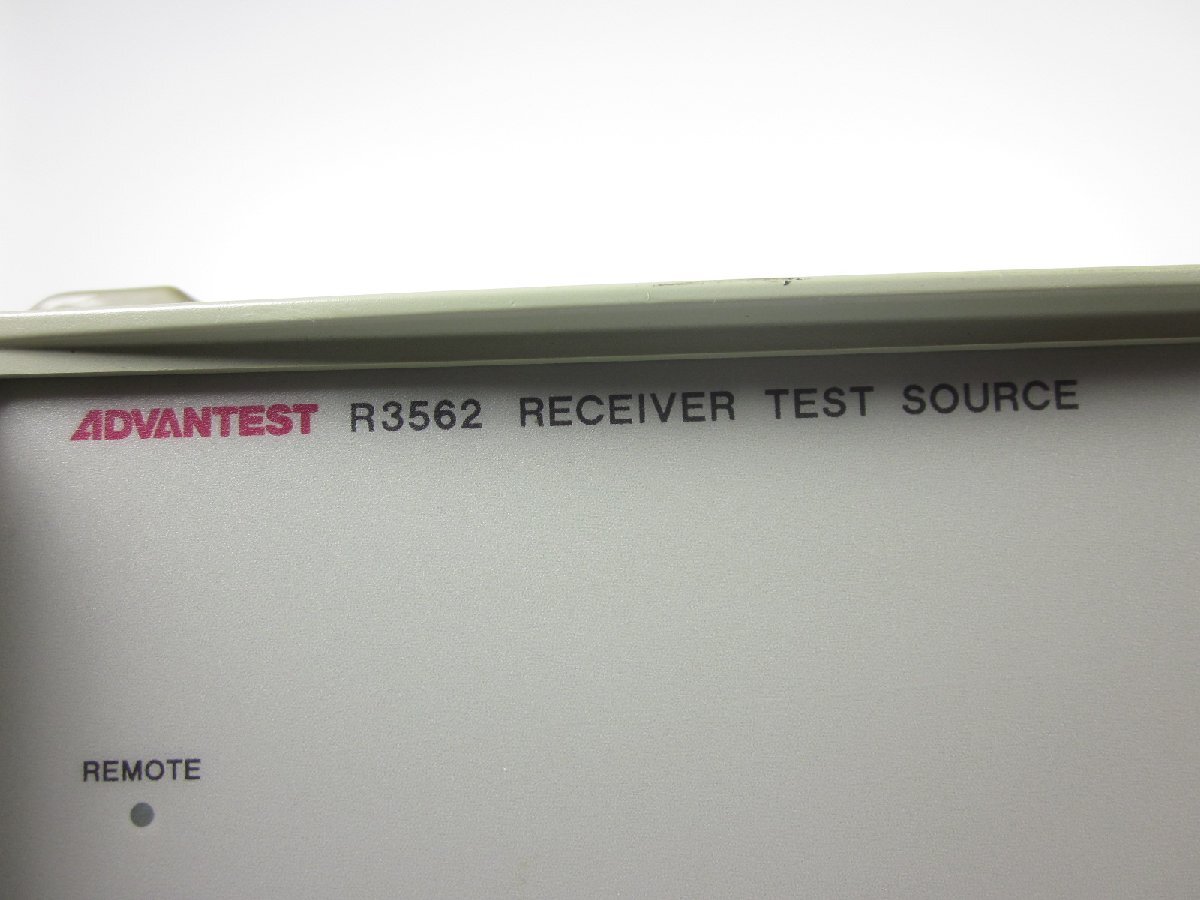 ADVANTEST R3562 RECEIVER TEST SOURCE
REMOTE